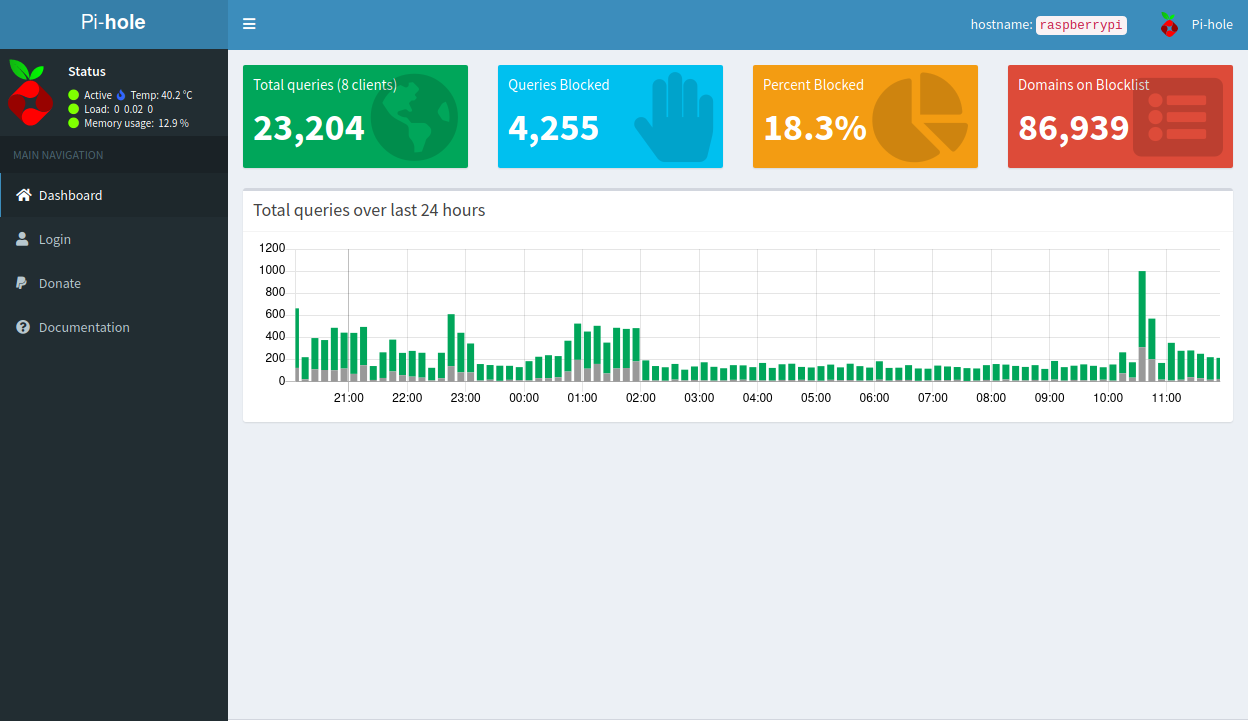 Pi-hole
hostname: raspberrypi
Pi-hole
Status
Active Temp: 40.2 °C
Load: 0 0.02 0
Memory usage: 12.9 %
MAIN NAVIGATION
Dashboard
Login
Donate
Documentation
Total queries (8 clients)
23,204
Queries Blocked
4,255
Percent Blocked
18.3%
Domains on Blocklist
86,939
Total queries over last 24 hours
1200
1000
800
600
400
200
0
21:00 22:00 23:00 00:00 01:00 02:00 03:00 04:00 05:00 06:00 07:00 08:00 09:00 10:00 11:00